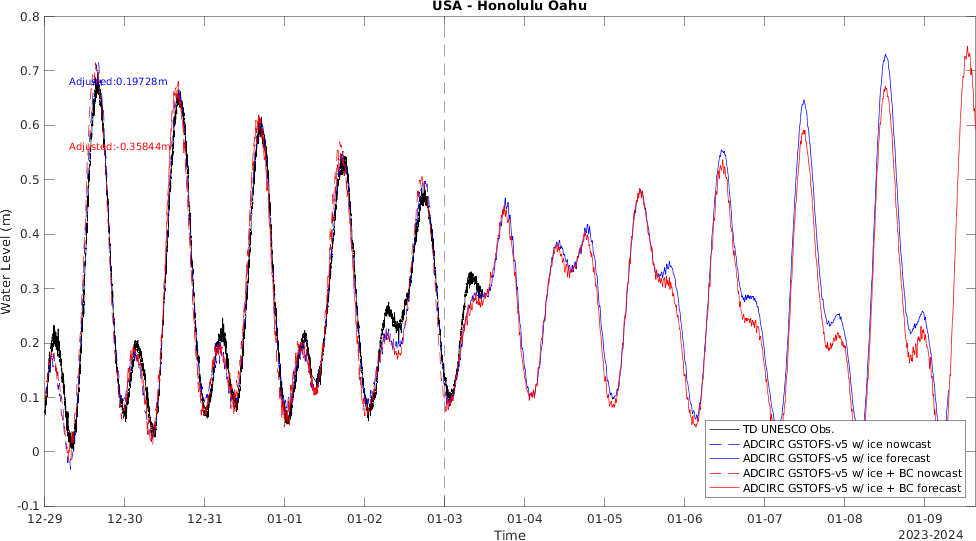 USA - Honolulu Oahu
0.8
0.7
Adjusted:0.19728m
0.6
Adjusted:-0.35844m
0.5
0.4
Water Level (m)
0.3
0.2
0.1
0
-0.1
TD UNESCO Obs.
ADCIRC GSTOFS-v5 w/ ice nowcast
ADCIRC GSTOFS-v5 w/ ice forecast
ADCIRC GSTOFS-v5 w/ ice + BC nowcast
ADCIRC GSTOFS-v5 w/ ice + BC forecast
12-29 12-30 12-31 01-01 01-02 01-03 01-04 01-05 01-06 01-07 01-08 01-09
Time
2023-2024